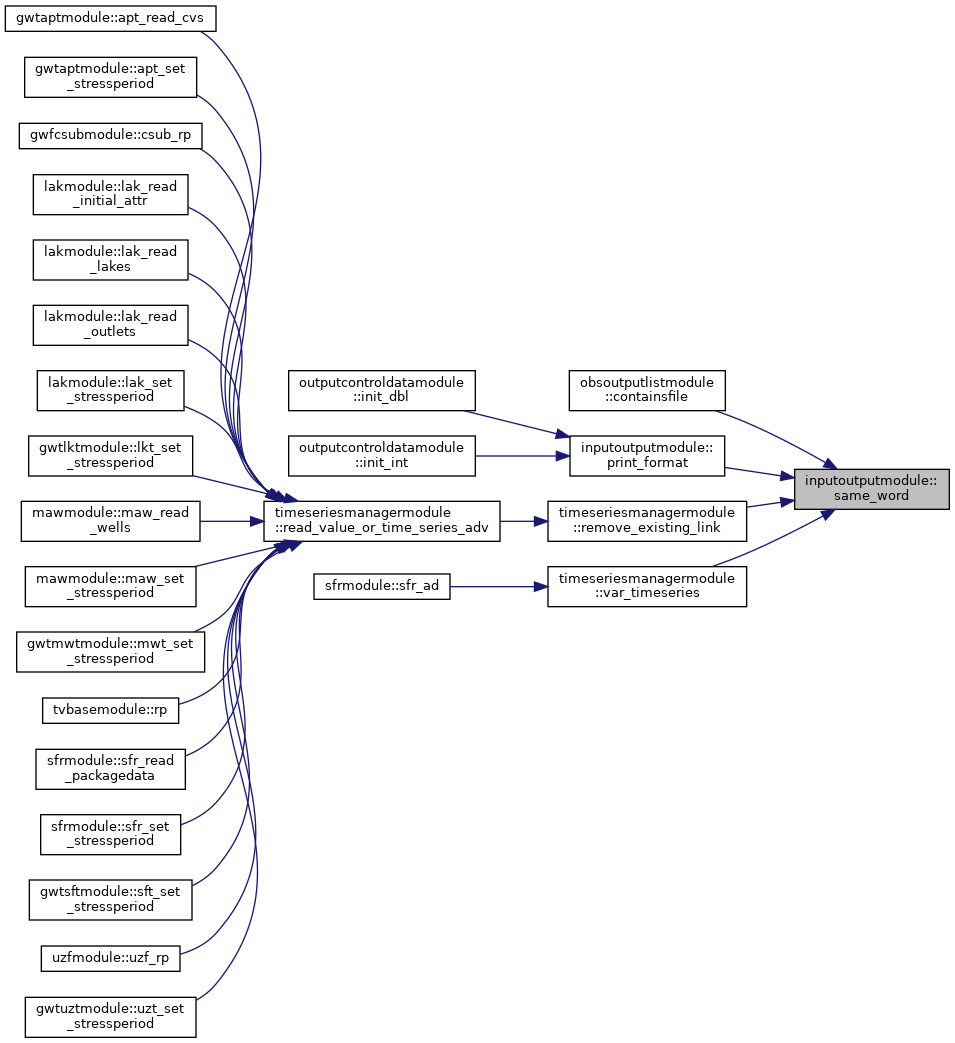 gwtaptmodule::apt_read_cvs
gwtaptmodule::apt_set
_stressperiod
gwfcsubmodule::csub_rp
lakmodule::lak_read
_initial_attr
lakmodule::lak_read
_lakes
lakmodule::lak_read
_outlets
lakmodule::lak_set
_stressperiod
gwtlktmodule::lkt_set
_stressperiod
mawmodule::maw_read
_wells
mawmodule::maw_set
_stressperiod
gwtmwtmodule::mwt_set
_stressperiod
tvbasemodule::rp
sfrmodule::sfr_read
_packagedata
sfrmodule::sfr_set
_stressperiod
gwtsftmodule::sft_set
_stressperiod
uzfmodule::uzf_rp
gwtuztmodule::uzt_set
_stressperiod
outputcontroldatamodule
::init_dbl
outputcontroldatamodule
::init_int
timeseriesmanagermodule
::read_value_or_time_series_adv
sfrmodule::sfr_ad
obsoutputlistmodule
::containsfile
inputoutputmodule::
print_format
timeseriesmanagermodule
::remove_existing_link
timeseriesmanagermodule
::var_timeseries
inputoutputmodule::
same_word